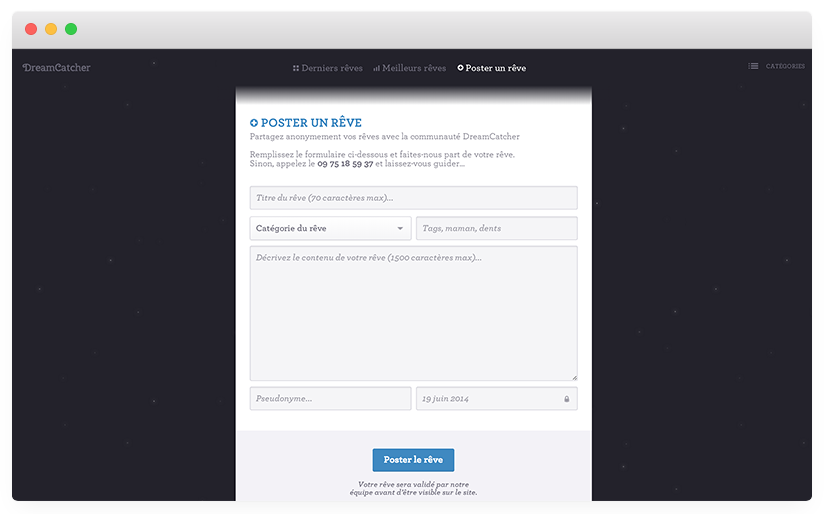 DreamCatcher
Derniers rêves Meilleurs rêves Poster un rêve
CATÉGORIES
POSTER UN RÊVE
Partagez anonymement vos rêves avec la communauté DreamCatcher
Remplissez le formulaire ci-dessous et faites-nous part de votre rêve.
Sinon, appelez le 09 75 18 59 37 et laissez-vous guider...
Titre du rêve (70 caractères max)...
Catégorie du rêve
Tags, maman, dents
Décrivez le contenu de votre rêve (1500 caractères max)...
Pseudonyme...
19 juin 2014
Poster le rêve
Votre rêve sera validé par notre
équipe avant d'être visible sur le site.